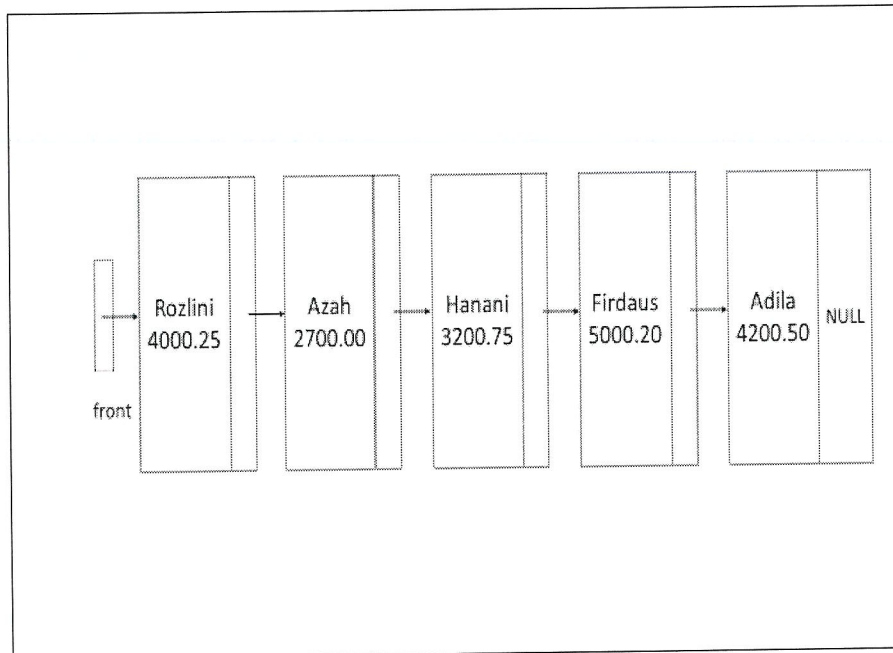 Rozlini
4000.25
Azah
2700.00
Hanani
3200.75
Firdaus
5000.20
Adila
4200.50
NULL
front